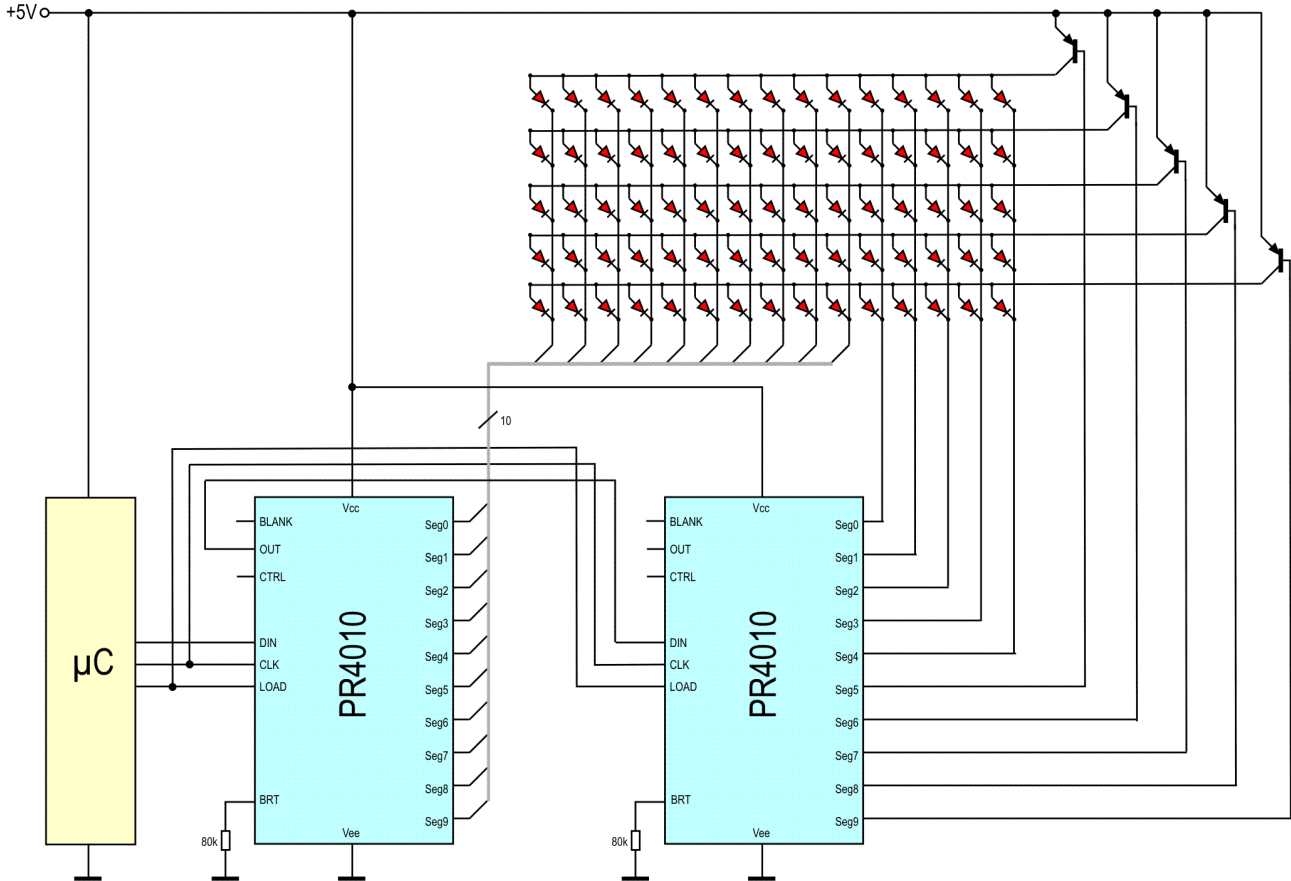 +5V
10
µC
Vcc
BLANK
OUT
CTRL
DIN
CLK
LOAD
BRT
Vee
80k
PR4010
Seg0
Seg1
Seg2
Seg3
Seg4
Seg5
Seg6
Seg7
Seg8
Seg9
Vcc
BLANK
OUT
CTRL
DIN
CLK
LOAD
BRT
Vee
80k
PR4010
Seg0
Seg1
Seg2
Seg3
Seg4
Seg5
Seg6
Seg7
Seg8
Seg9